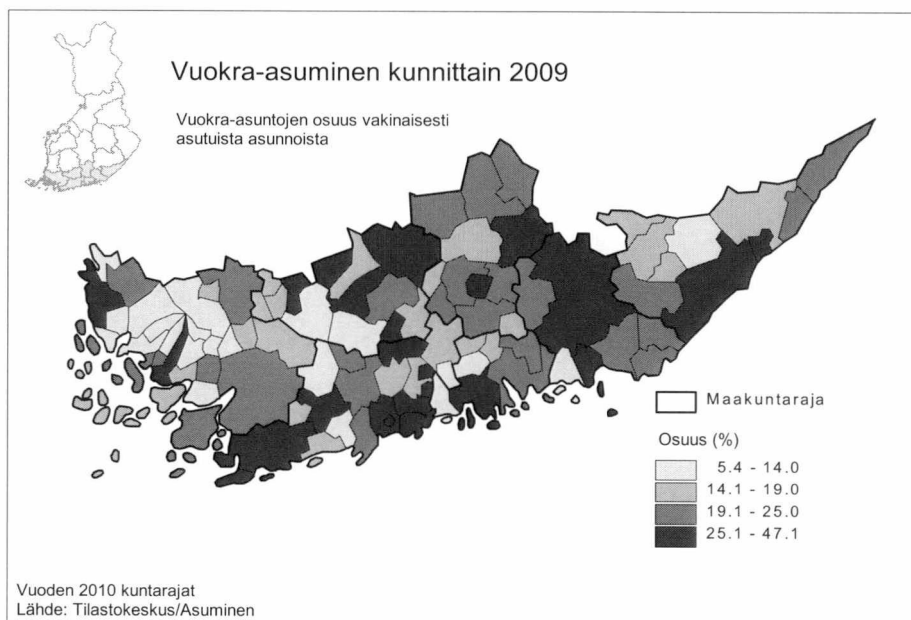 Vuokra-asuminen kunnittain 2009
Vuokra-asuntojen osuus vakinaisesti
asutuista asunnoista
Maakuntaraja
Osuus (%)
5.4 - 14.0
14.1 - 19.0
19.1 - 25.0
25.1 - 47.1
Vuoden 2010 kuntarajat
Lähde: Tilastokeskus/Asuminen